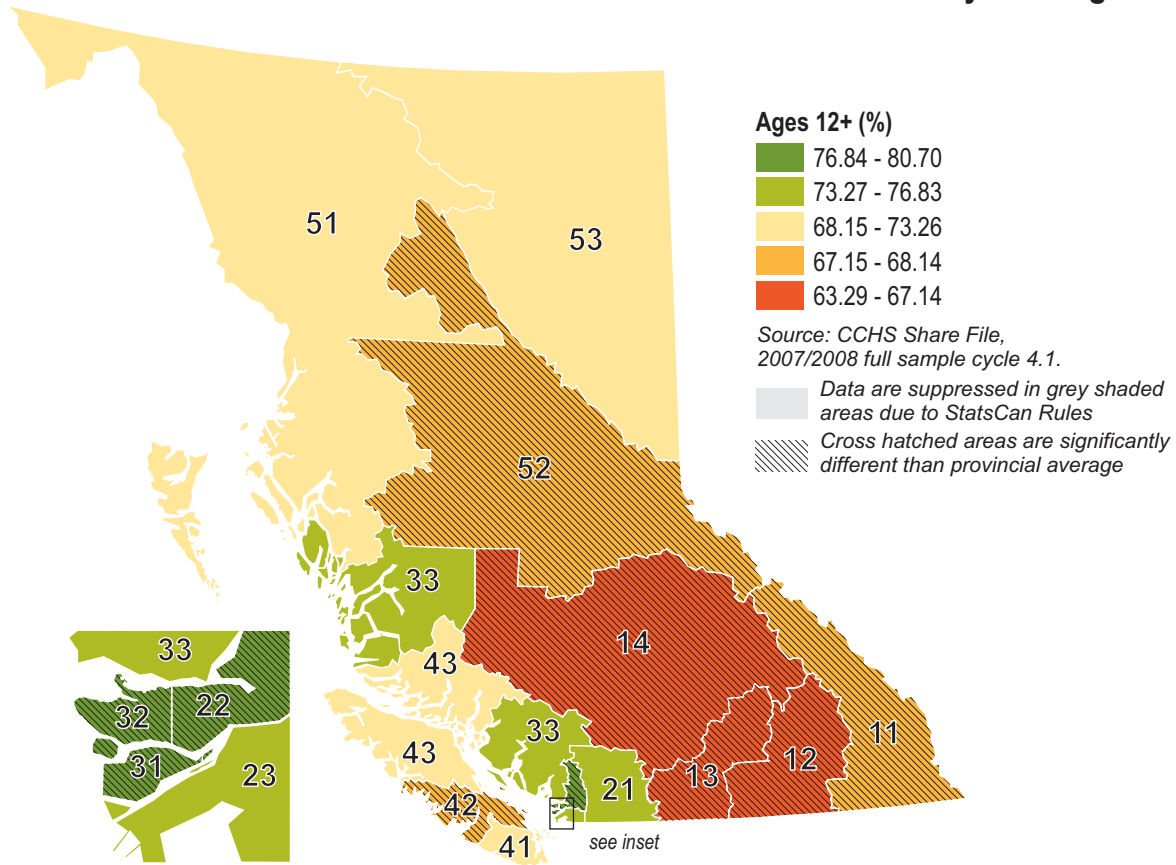 Ages 12+ (%)
76.84 - 80.70
73.27 - 76.83
68.15 - 73.26
67.15 - 68.14
63.29 - 67.14
Source: CCHS Share File,
2007/2008 full sample cycle 4.1.
Data are suppressed in grey shaded
areas due to StatsCan Rules
Cross hatched areas are significantly
different than provincial average
51
53
52
33
14
43
11
33
12
43
13
21
42
41
see inset
33
32
22
31
23